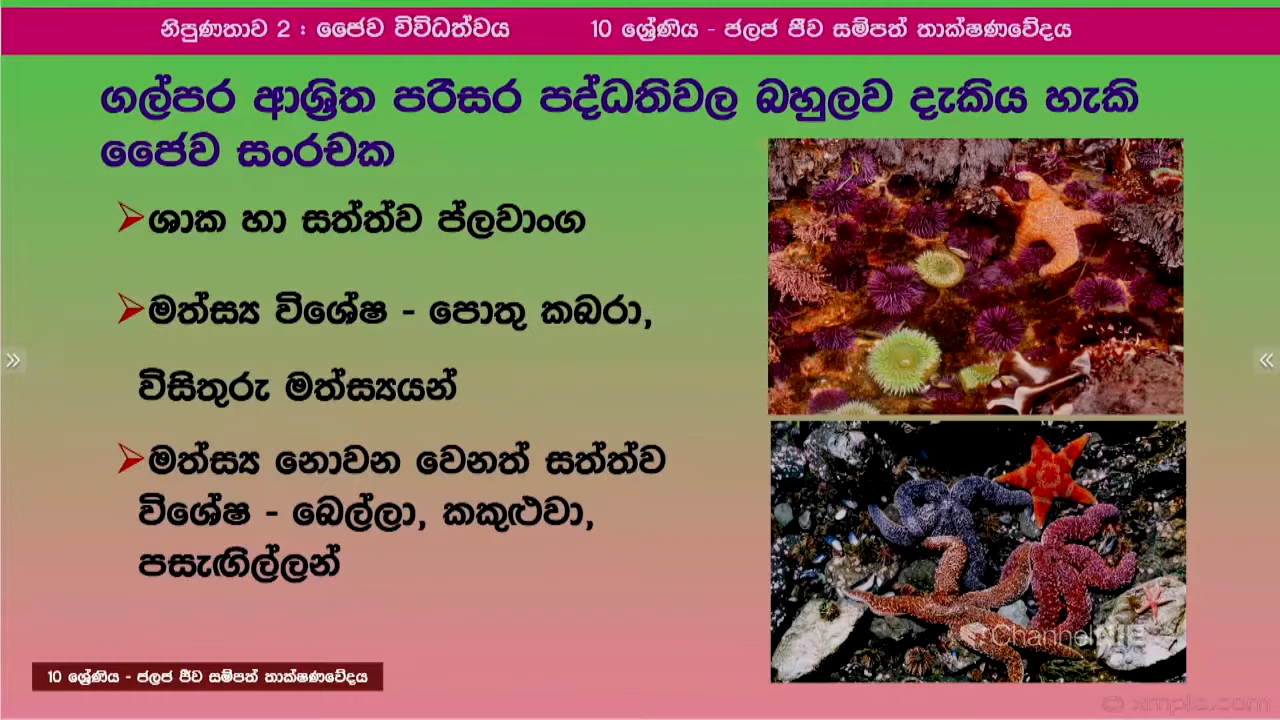 නිපුණතාව 2 : ජෛව විවිධත්වය 10 ශ්‍රේණිය - ජලජ ජීව සම්පත් තාක්ෂණවේදය
ගල්පර ආශ්‍රිත පරිසර පද්ධතිවල බහුලව දැකිය හැකි
ජෛව සංරචක
ශාක හා සත්ත්ව ප්ලවාංග
මත්ස්‍ය විශේෂ - පොතු කබරා,
විසිතුරු මත්ස්‍යයන්
මත්ස්‍ය නොවන වෙනත් සත්ත්ව
විශේෂ - බෙල්ලා, කකුළුවා,
පසැඟිල්ලන්
ChannelNIE
10 ශ්‍රේණිය - ජලජ ජීව සම්පත් තාක්ෂණවේදය